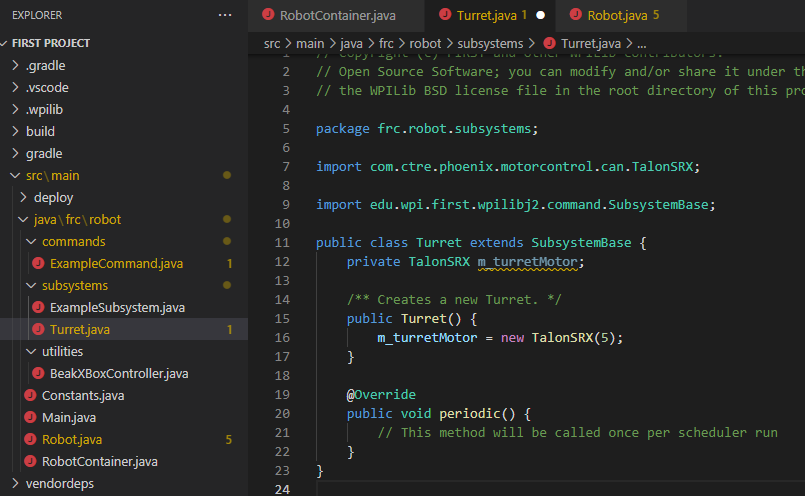 EXPLORER
···
FIRST PROJECT
.gradle
.vscode
.wpilib
build
gradle
src\main
deploy
java\frc\robot
commands
ExampleCommand.java 1
subsystems
ExampleSubsystem.java
Turret.java 1
utilities
BeakXBoxController.java
Constants.java
Main.java
Robot.java 5
RobotContainer.java
vendordeps
RobotContainer.java
Turret.java 1
Robot.java 5
src > main > java > frc > robot > subsystems > Turret.java > ...
1 // Copyright (c) FIRST and other WPILib contributors.
2 // Open Source Software; you can modify and/or share it under th
3 // the WPILib BSD license file in the root directory of this pro
4
5 package frc.robot.subsystems;
6
7 import com.ctre.phoenix.motorcontrol.can.TalonSRX;
8
9 import edu.wpi.first.wpilibj2.command.SubsystemBase;
10
11 public class Turret extends SubsystemBase {
12 private TalonSRX m_turretMotor;
13
14 /** Creates a new Turret. */
15 public Turret() {
16 m_turretMotor = new TalonSRX(5);
17 }
18
19 @Override
20 public void periodic() {
21 // This method will be called once per scheduler run
22 }
23 }
24